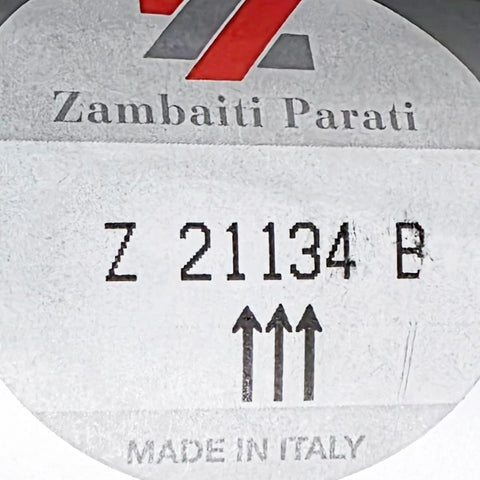 Zambaiti Parati
Z 21134 B
MADE IN ITALY